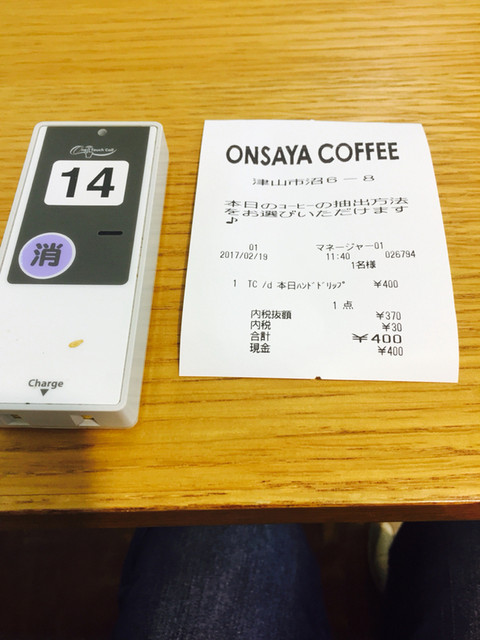 14
消
Charge
ONSAYA COFFEE
津山市沼6-8
本日のコーヒーの抽出方法
をお選びいただけます
♪
01 マネージャー01
2017/02/19 11:40 026794
1名様
1 TC /d 本日ハンドドリップ ¥400
1 点
内税抜額 ¥370
内税 ¥30
合計 ¥400
現金 ¥400